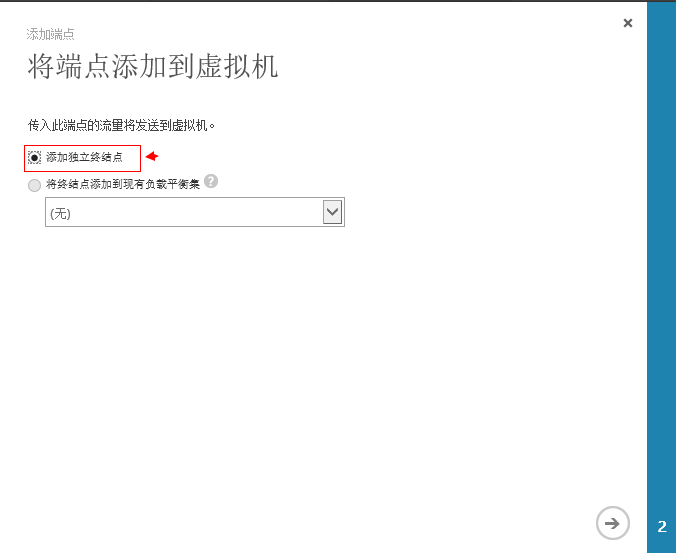 添加端点
将端点添加到虚拟机
传入此端点的流量将发送到虚拟机。
添加独立终结点
将终结点添加到现有负载平衡集 ?
(无)
2